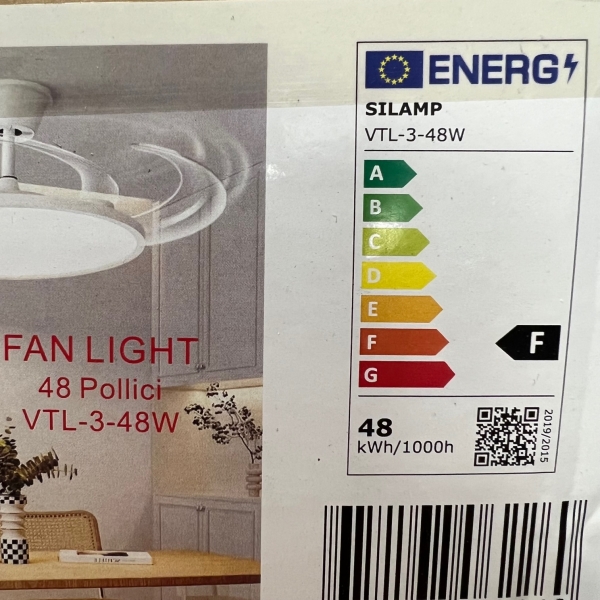 ENERG
SILAMP
VTL-3-48W
A
B
C
D
E
F
G
F
48
kWh/1000h
2019/2015
FAN LIGHT
48 Pollici
VTL-3-48W